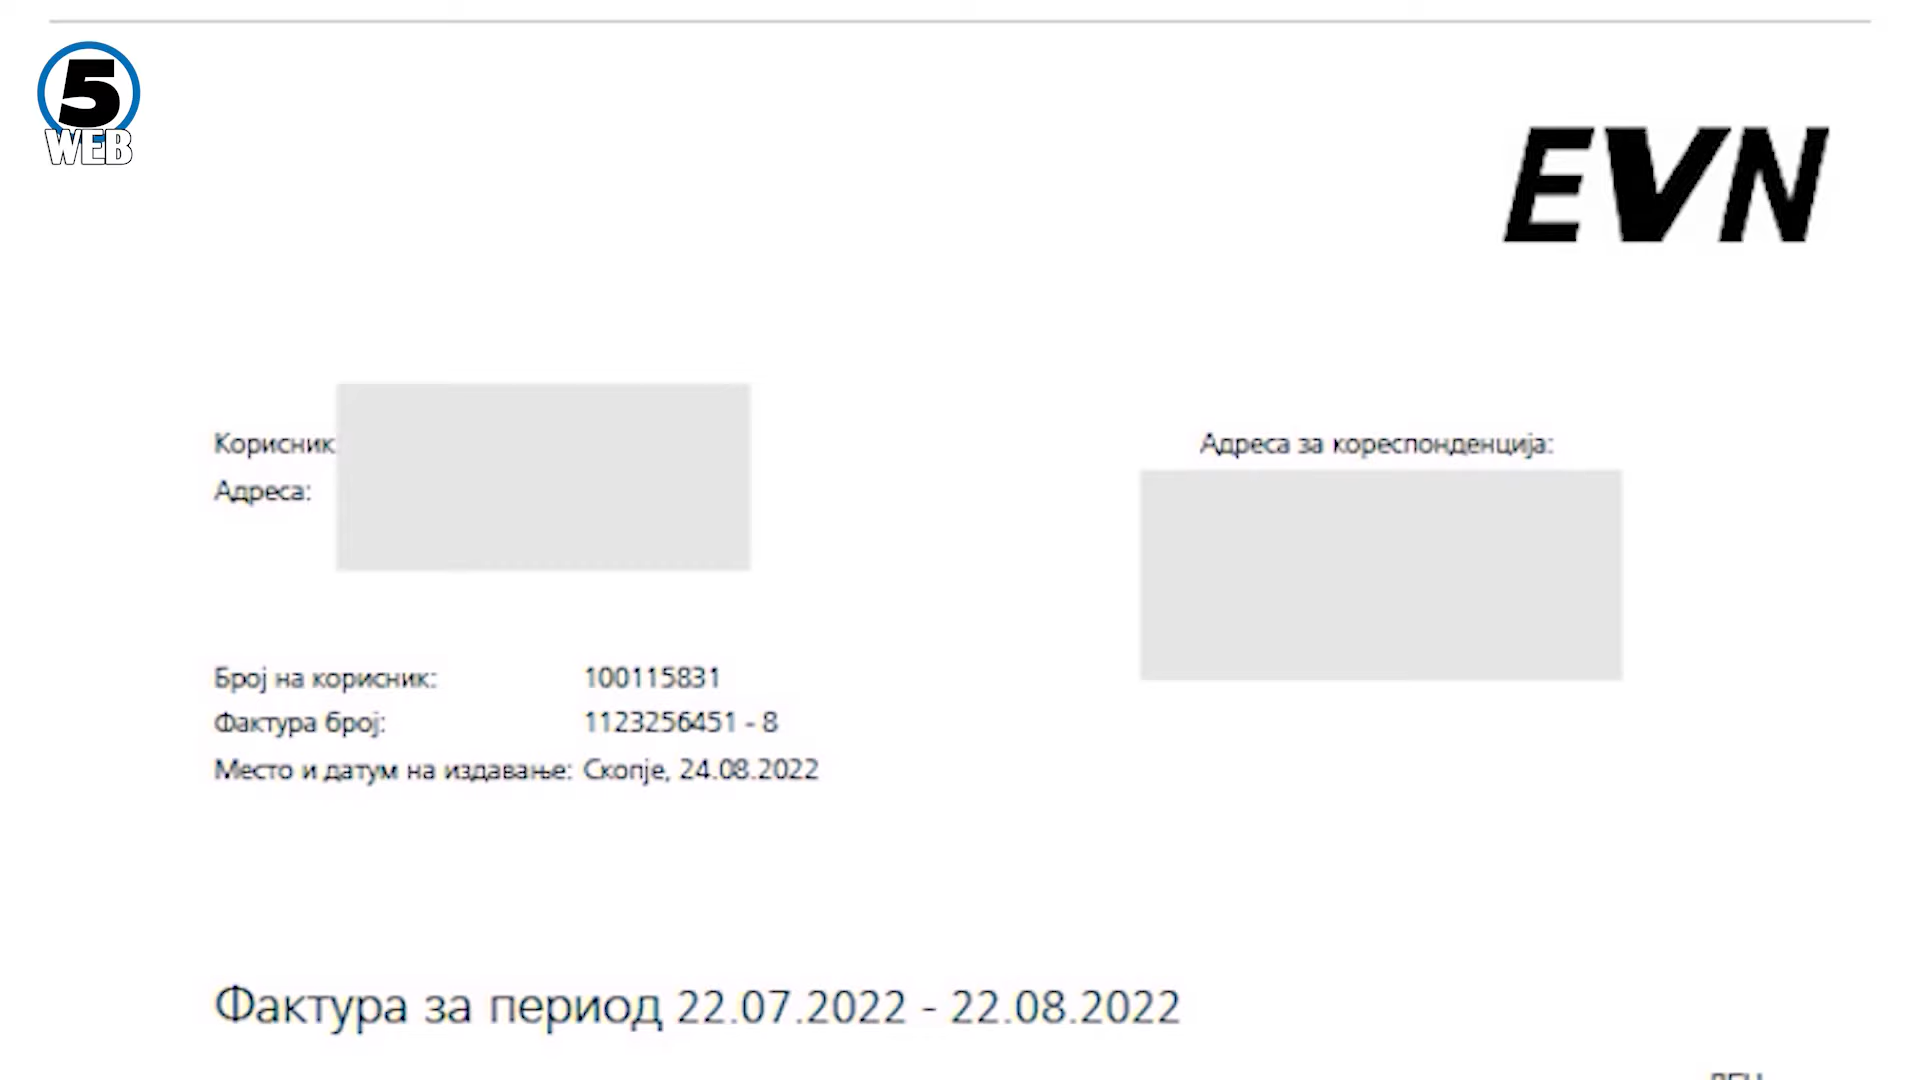 5
WEB
EVN
Корисник:
Адреса:
Адреса за кореспонденција:
Број на корисник: 100115831
Фактура број: 1123256451 - 8
Место и датум на издавање: Скопје, 24.08.2022
Фактура за период 22.07.2022 - 22.08.2022